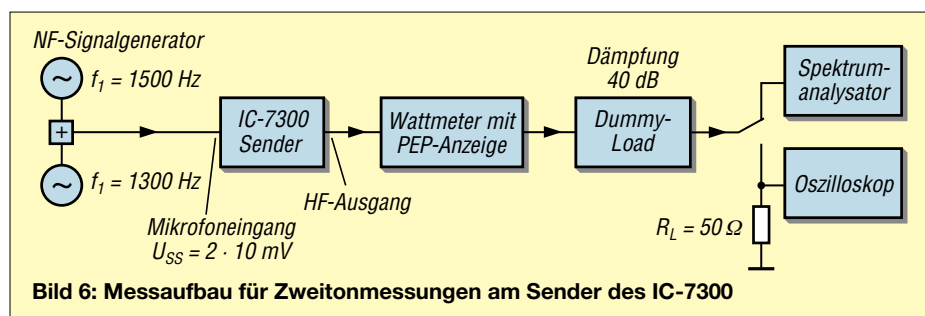 NF-Signalgenerator
~
f1 = 1500 Hz
+
~
f1 = 1300 Hz
Mikrofoneingang
USS = 2 · 10 mV
IC-7300
Sender
HF-Ausgang
Wattmeter mit
PEP-Anzeige
Dämpfung
40 dB
Dummy-
Load
Spektrum-
analysator
Oszilloskop
RL = 50 Ω
Bild 6: Messaufbau für Zweitonmessungen am Sender des IC-7300